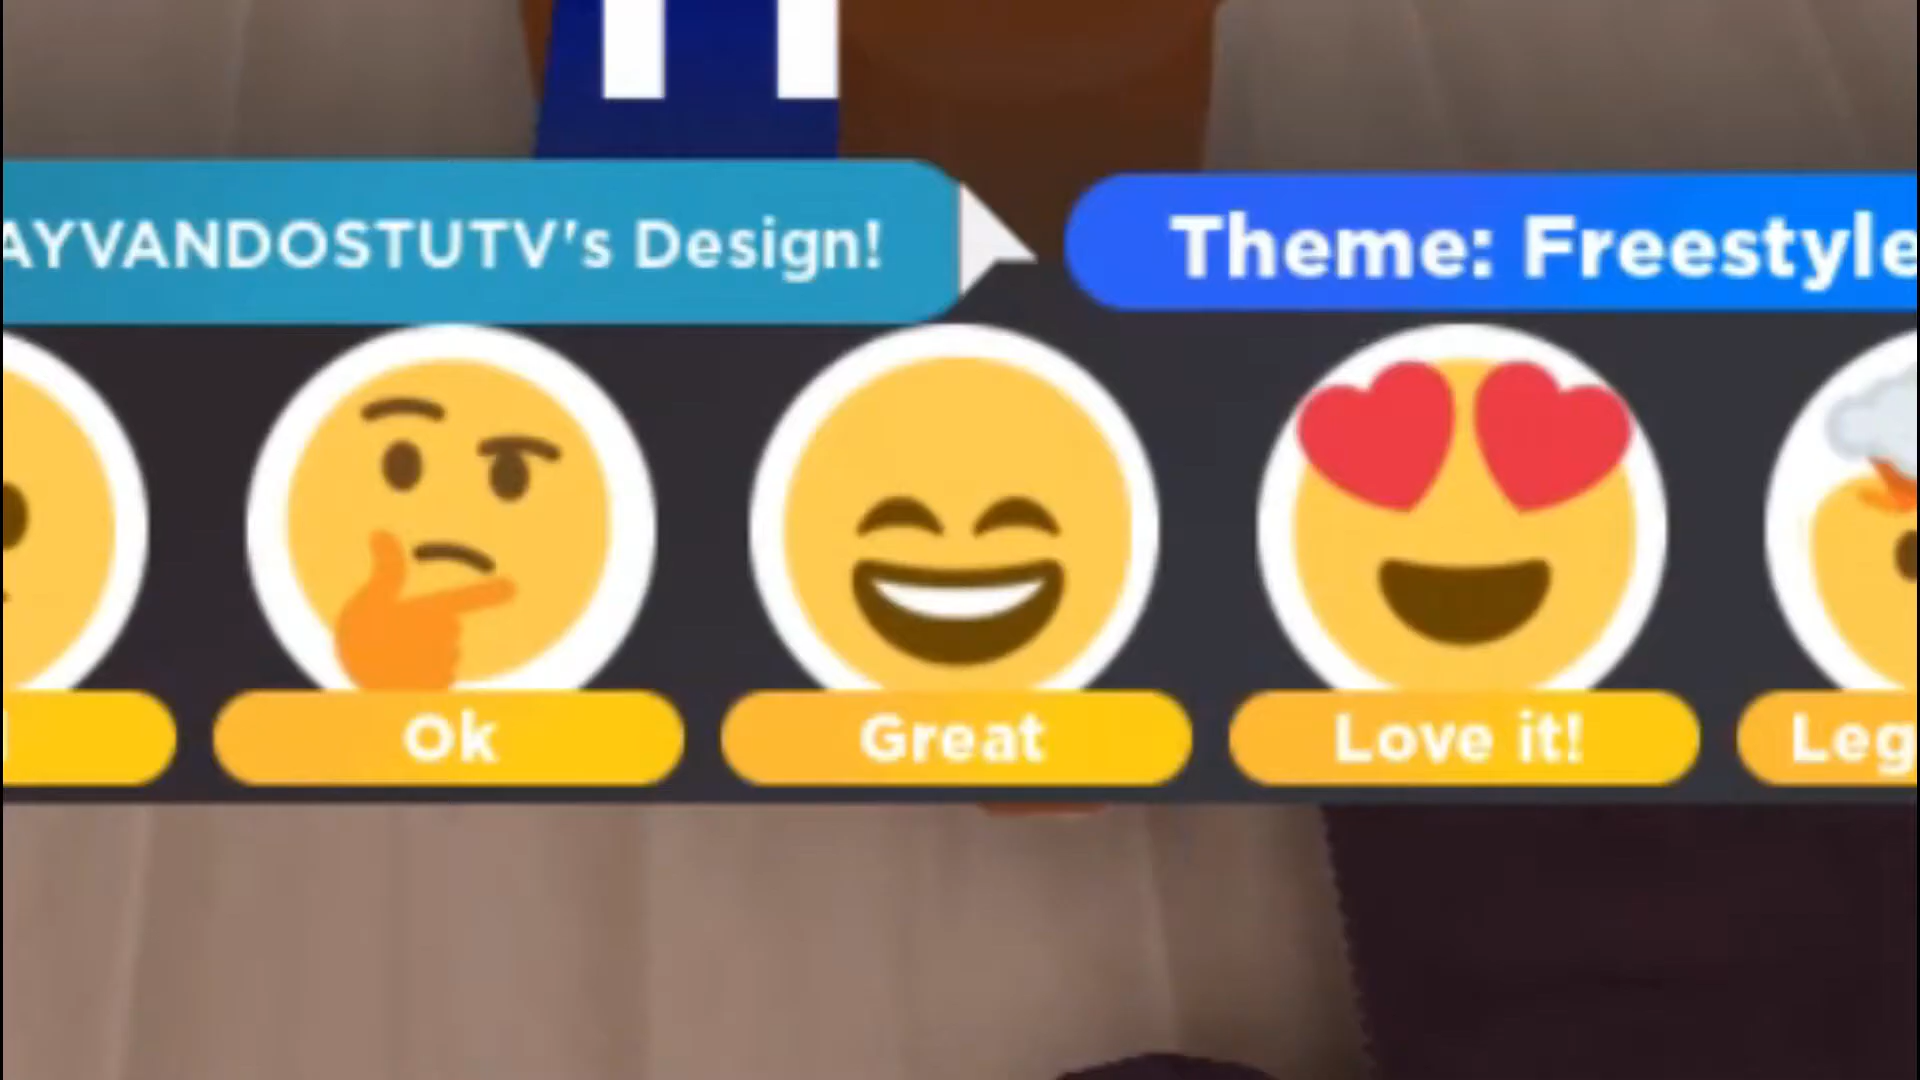 AYVANDOSTUTV's Design!
Theme: Freestyle
Ok
Great
Love it!
Leg